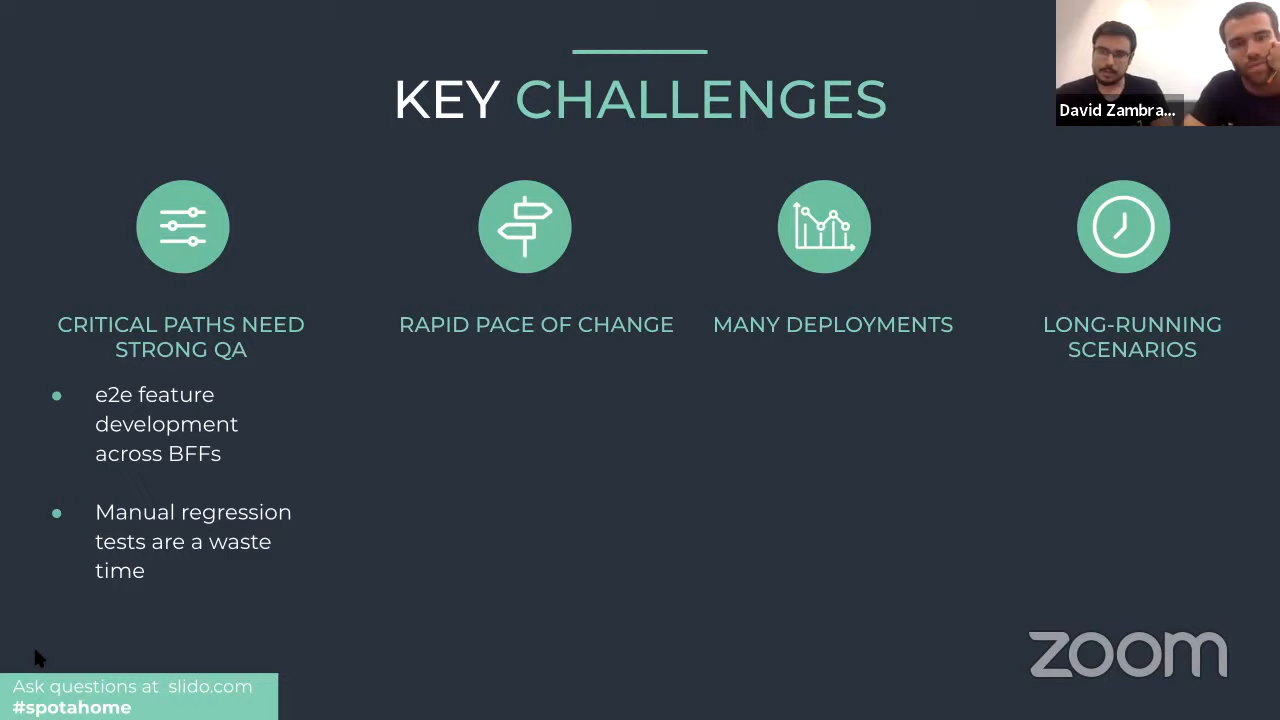 KEY CHALLENGES
David Zambra...
CRITICAL PATHS NEED
STRONG QA
e2e feature
development
across BFFs
Manual regression
tests are a waste
time
RAPID PACE OF CHANGE
MANY DEPLOYMENTS
LONG-RUNNING
SCENARIOS
zoom
Ask questions at slido.com
#spotahome